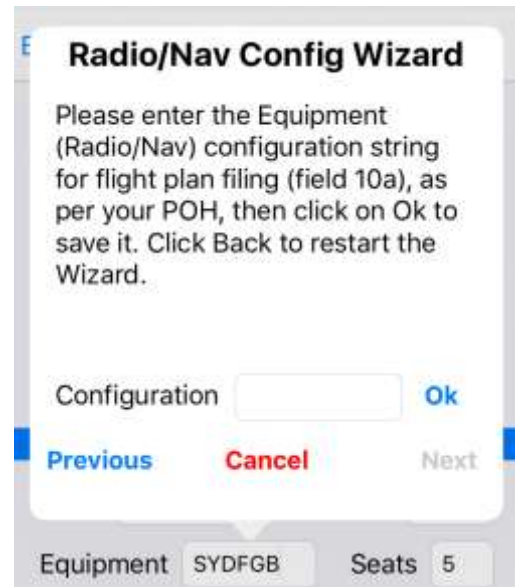 Radio/Nav Config Wizard
Please enter the Equipment
(Radio/Nav) configuration string
for flight plan filing (field 10a), as
per your POH, then click on Ok to
save it. Click Back to restart the
Wizard.
Configuration Ok
Previous Cancel Next
Equipment SYDFGB Seats 5